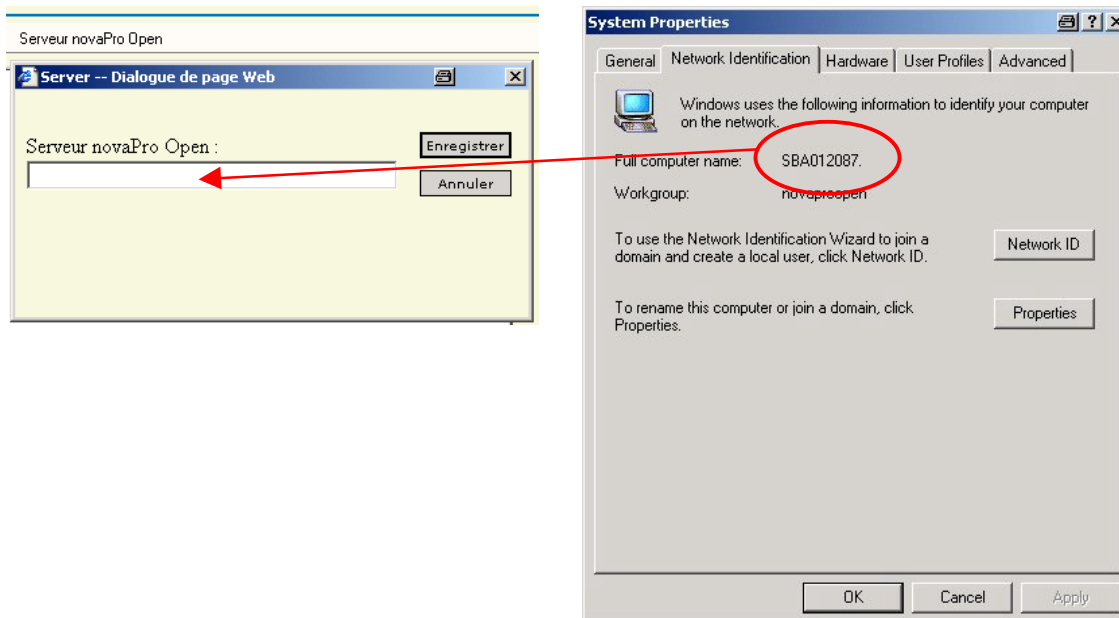 Serveur novaPro Open
Server -- Dialogue de page Web
Serveur novaPro Open :
Enregistrer
Annuler
System Properties
General
Network Identification
Hardware
User Profiles
Advanced
Windows uses the following information to identify your computer
on the network.
Full computer name: SBA012087.
Workgroup: novaproopen
To use the Network Identification Wizard to join a
domain and create a local user, click Network ID.
Network ID
To rename this computer or join a domain, click
Properties.
Properties
OK
Cancel
Apply